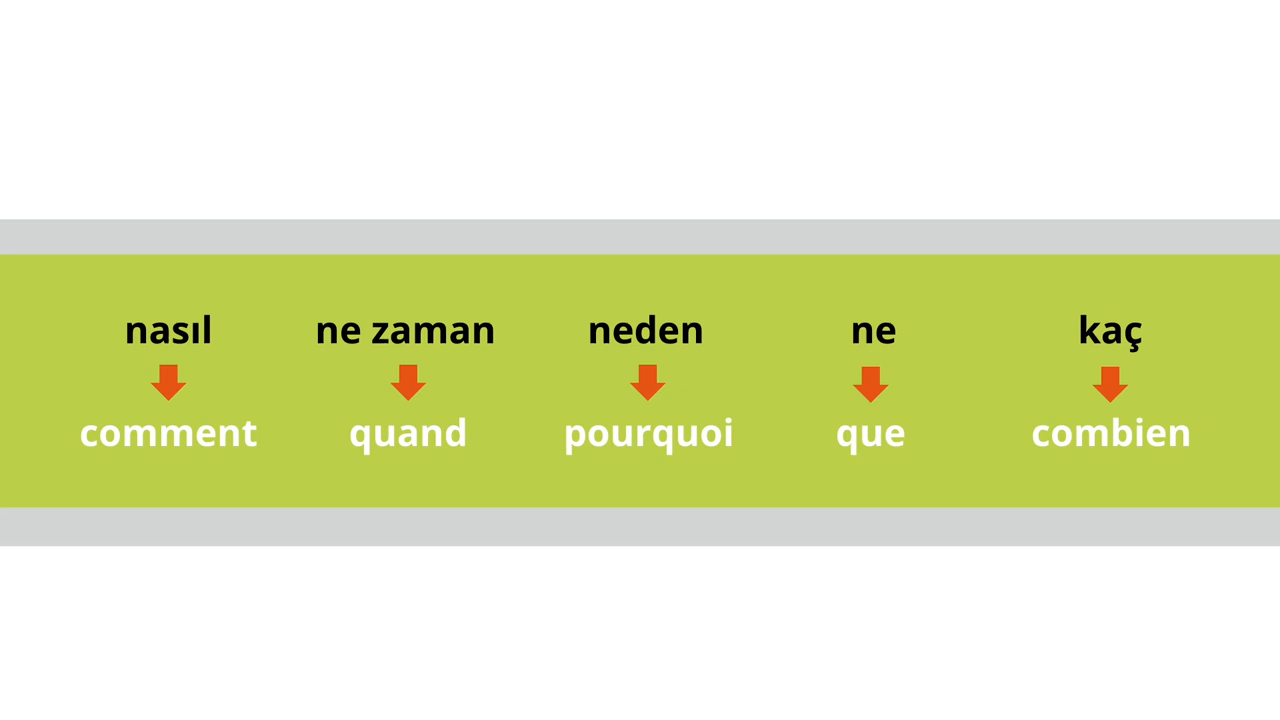 nasıl ne zaman neden ne kaç
comment quand pourquoi que combien